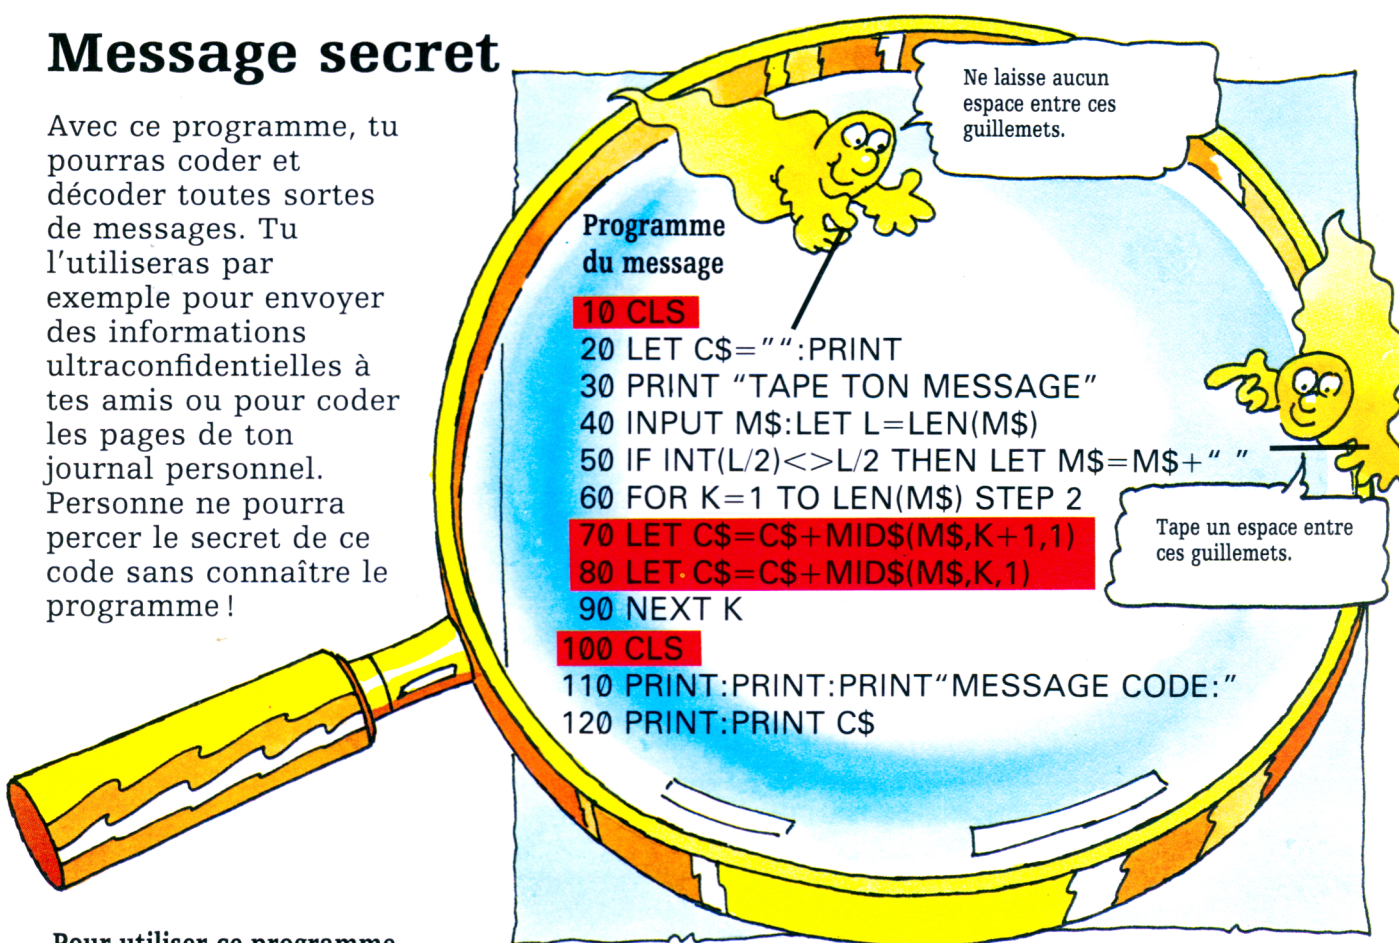 Message secret
Avec ce programme, tu
pourras coder et
décoder toutes sortes
de messages. Tu
l'utiliseras par
exemple pour envoyer
des informations
ultraconfidentielles à
tes amis ou pour coder
les pages de ton
journal personnel.
Personne ne pourra
percer le secret de ce
code sans connaître le
programme !
Ne laisse aucun
espace entre ces
guillemets.
Programme
du message
10 CLS
20 LET C$="":PRINT
30 PRINT "TAPE TON MESSAGE"
40 INPUT M$:LET L=LEN(M$)
50 IF INT(L/2)<>L/2 THEN LET M$=M$+" "
60 FOR K=1 TO LEN(M$) STEP 2
70 LET C$=C$+MID$(M$,K+1,1)
80 LET C$=C$+MID$(M$,K,1)
90 NEXT K
100 CLS
110 PRINT:PRINT:PRINT"MESSAGE CODE:"
120 PRINT:PRINT C$
Tape un espace entre
ces guillemets.
Pour utiliser ce programme